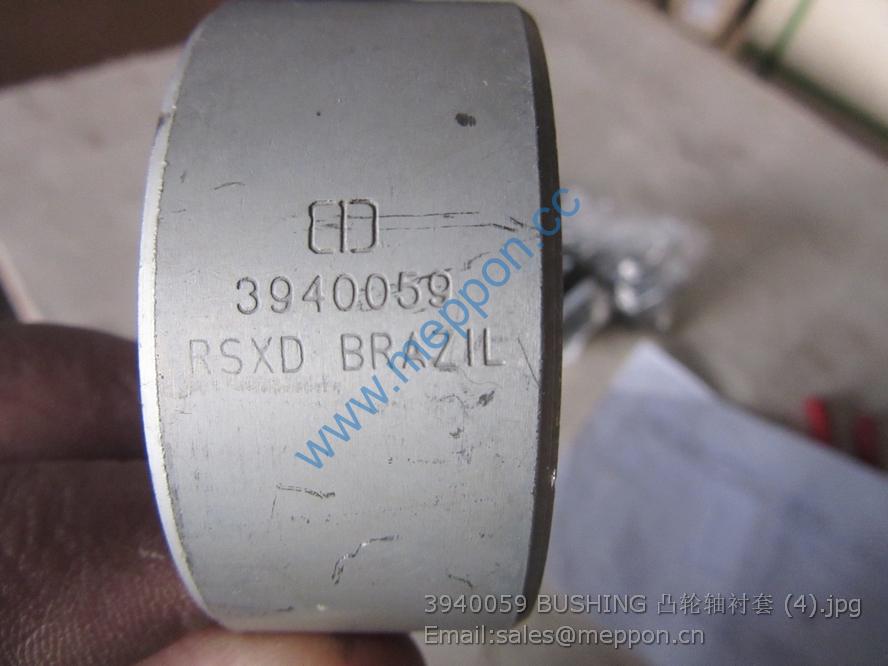 3940059
RSXD BRAZIL
www.meppon.cc
3940059 BUSHING 凸轮轴衬套 (4).jpg
Email:sales@meppon.cn